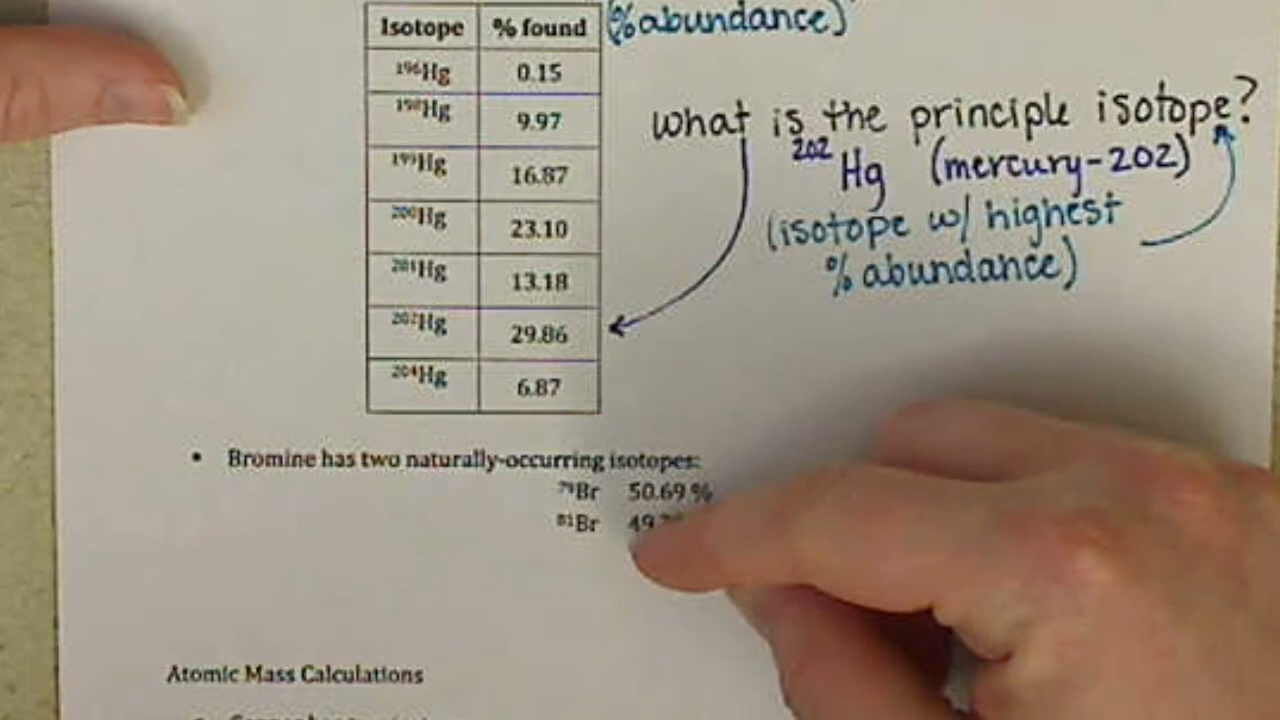 Isotope % found (% abundance)
¹⁹⁶Hg 0.15
¹⁹⁸Hg 9.97
¹⁹⁹Hg 16.87
²⁰⁰Hg 23.10
²⁰¹Hg 13.18
²⁰²Hg 29.86
²⁰⁴Hg 6.87
what is the principle isotope?
²⁰²Hg (mercury-202)
(isotope w/ highest
% abundance)
• Bromine has two naturally-occurring isotopes:
⁷⁹Br 50.69 %
⁸¹Br
Atomic Mass Calculations